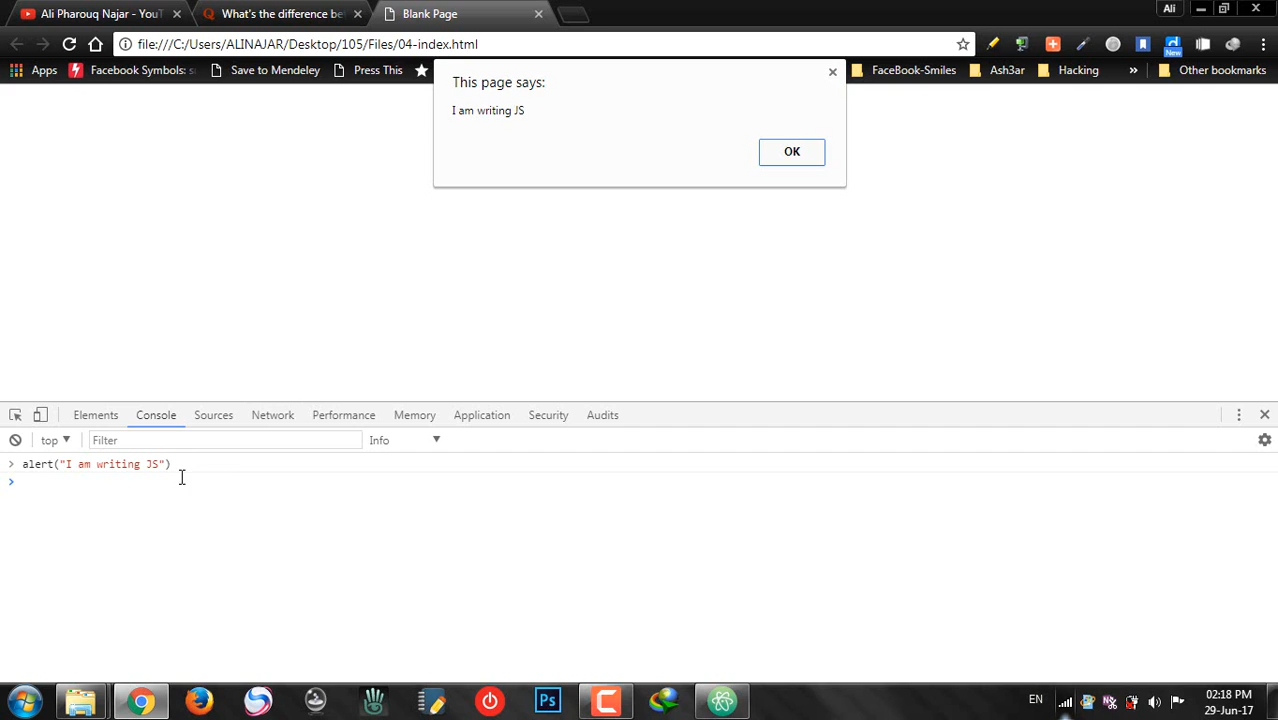 Ali Pharouq Najar - You
What's the difference be
Blank Page
Ali
file:///C:/Users/ALINAJAR/Desktop/105/Files/04-index.html
New
Apps
Facebook Symbols: s
Save to Mendeley
Press This
FaceBook-Smiles
Ash3ar
Hacking
»
Other bookmarks
This page says:
I am writing JS
OK
Elements Console Sources Network Performance Memory Application Security Audits
top Filter Info
> alert("I am writing JS")
>
Ps
EN
02:18 PM
29-Jun-17